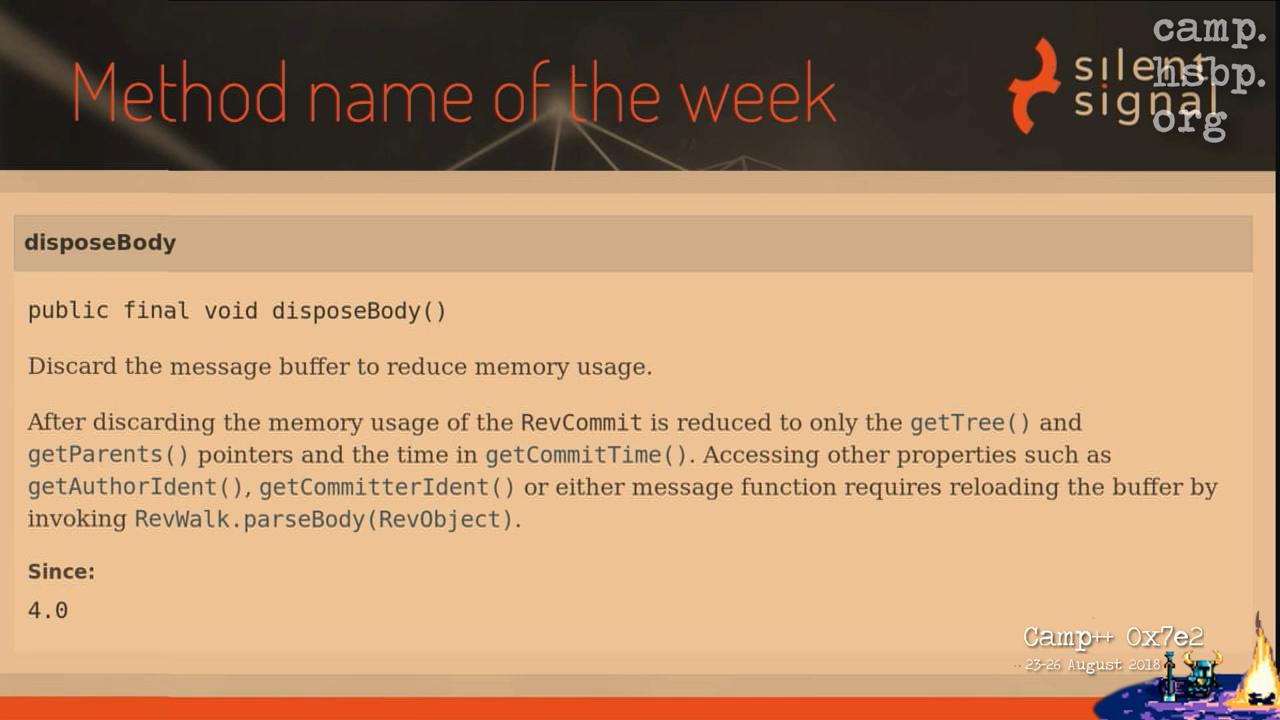 Method name of the week
silent
signal
camp.
hsbp.
org
disposeBody
public final void disposeBody()
Discard the message buffer to reduce memory usage.
After discarding the memory usage of the RevCommit is reduced to only the getTree() and
getParents() pointers and the time in getCommitTime(). Accessing other properties such as
getAuthorIdent(), getCommitterIdent() or either message function requires reloading the buffer by
invoking RevWalk.parseBody(RevObject).
Since:
4.0
Camp++ 0x7e2
23-26 August 2018